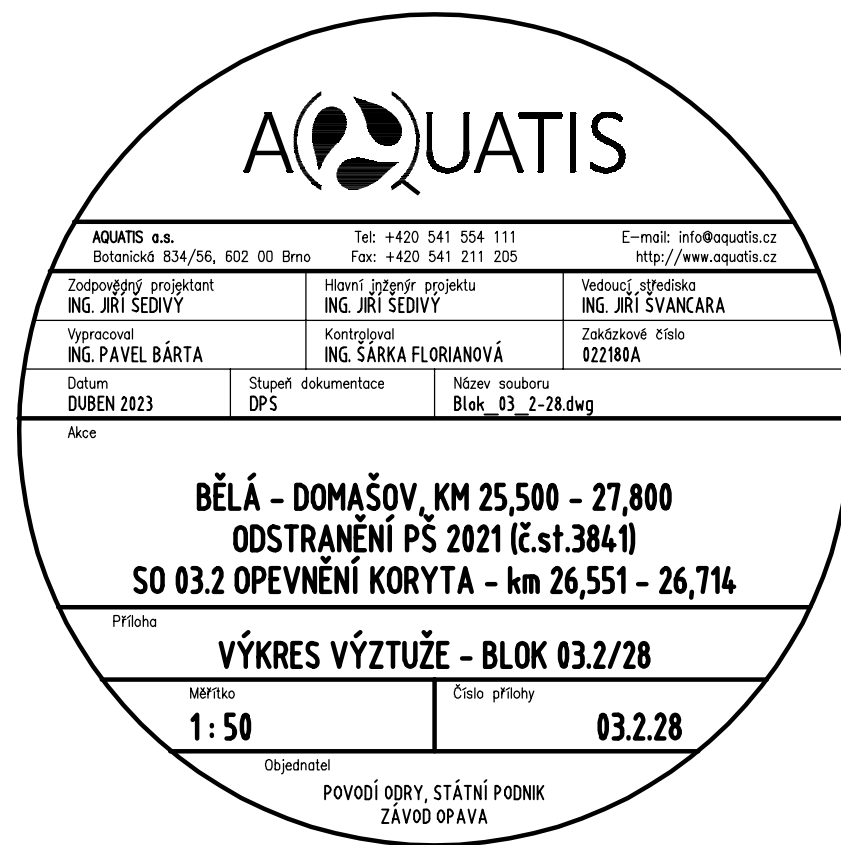 AQUATIS
AQUATIS a.s.
Botanická 834/56, 602 00 Brno
Tel: +420 541 554 111
Fax: +420 541 211 205
E-mail: info@aquatis.cz
http://www.aquatis.cz
Zodpovědný projektant
ING. JIŘÍ ŠEDIVÝ
Hlavní inženýr projektu
ING. JIŘÍ ŠEDIVÝ
Vedoucí střediska
ING. JIŘÍ ŠVANCARA
Vypracoval
ING. PAVEL BÁRTA
Kontroloval
ING. ŠÁRKA FLORIANOVÁ
Zakázkové číslo
022180A
Datum
DUBEN 2023
Stupeň dokumentace
DPS
Název souboru
Blok_03_2-28.dwg
Akce
BĚLÁ - DOMAŠOV, KM 25,500 - 27,800
ODSTRANĚNÍ PŠ 2021 (č.st.3841)
SO 03.2 OPEVNĚNÍ KORYTA - km 26,551 - 26,714
Příloha
VÝKRES VÝZTUŽE - BLOK 03.2/28
Měřítko
1 : 50
Číslo přílohy
03.2.28
Objednatel
POVODÍ ODRY, STÁTNÍ PODNIK
ZÁVOD OPAVA